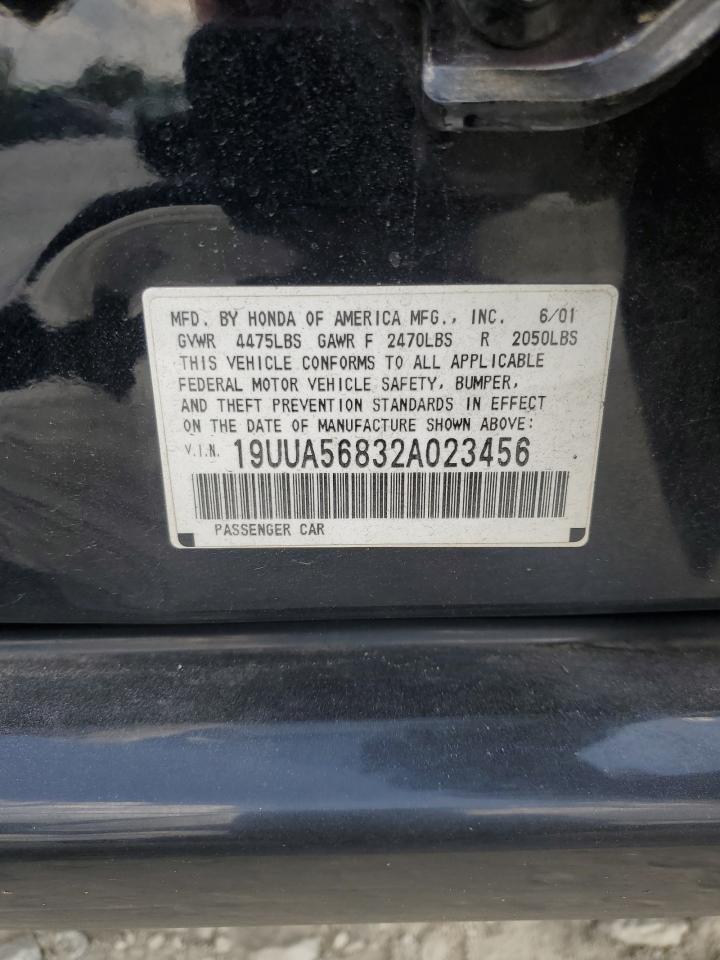 MFD. BY HONDA OF AMERICA MFG., INC. 6/01
GVWR 4475LBS GAWR F 2470LBS R 2050LBS
THIS VEHICLE CONFORMS TO ALL APPLICABLE
FEDERAL MOTOR VEHICLE SAFETY, BUMPER,
AND THEFT PREVENTION STANDARDS IN EFFECT
ON THE DATE OF MANUFACTURE SHOWN ABOVE:
V.I.N. 19UUA56832A023456
PASSENGER CAR